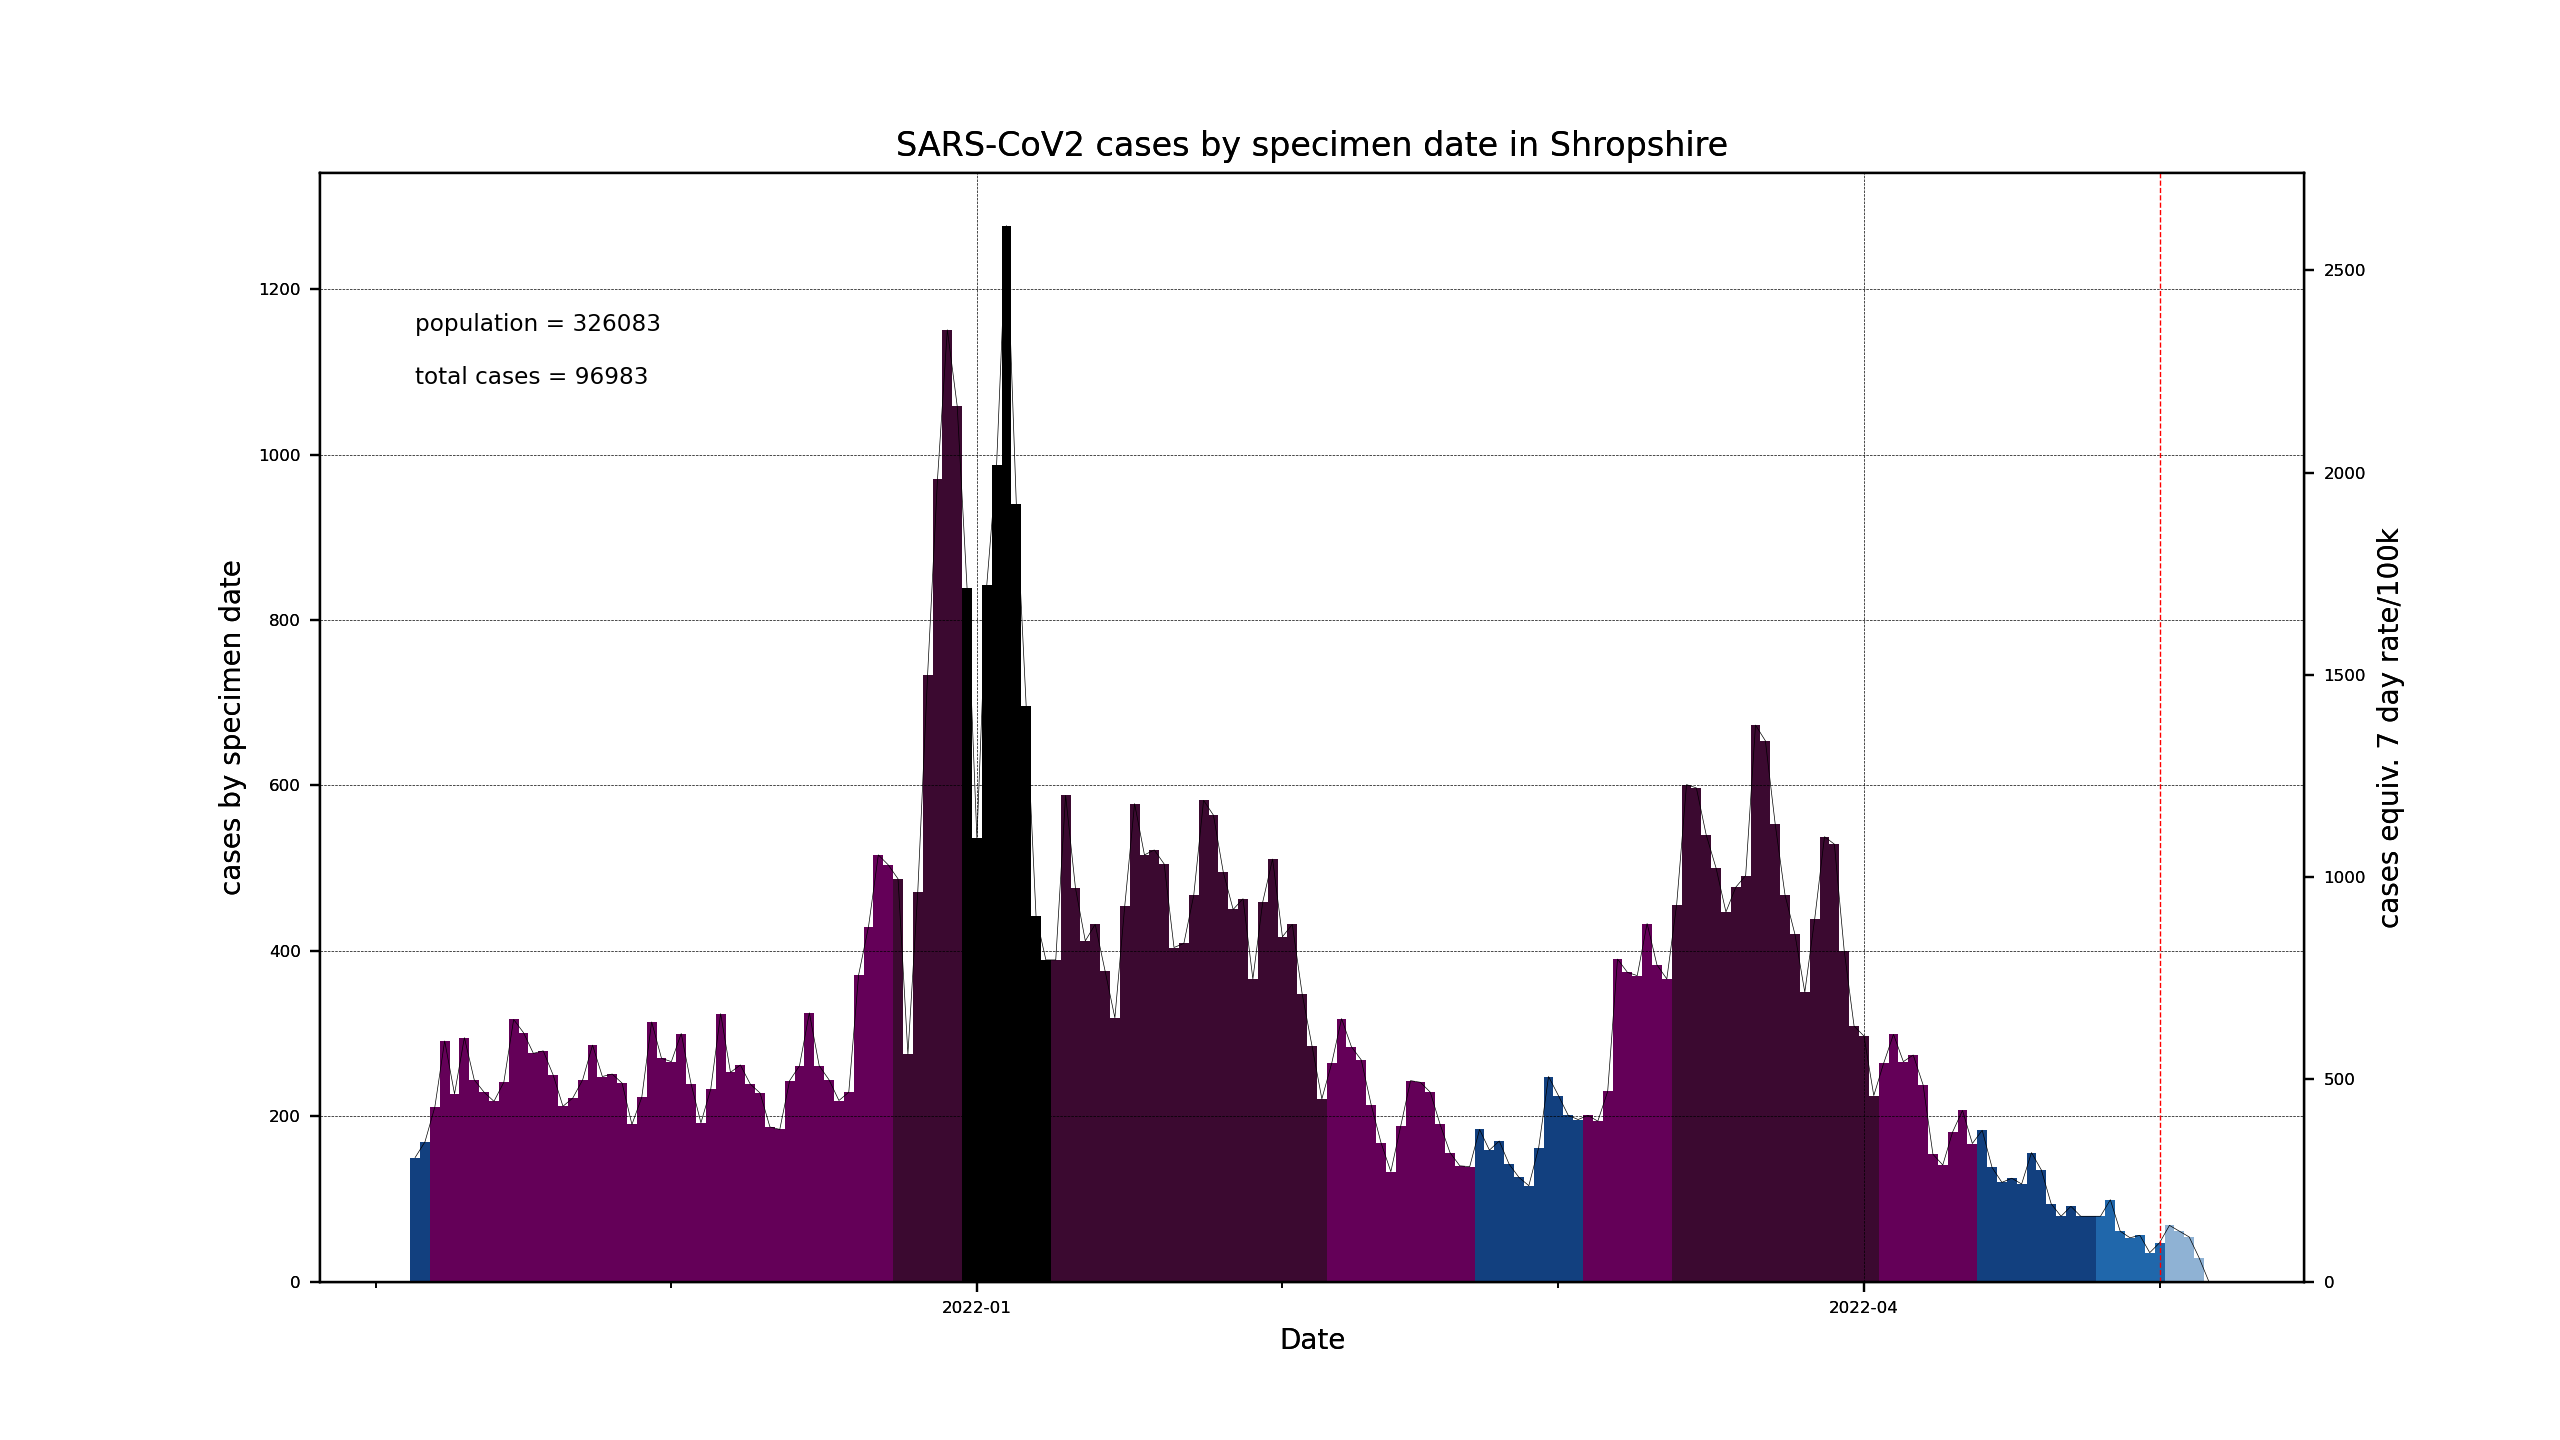 SARS-CoV2 cases by specimen date in Shropshire
population = 326083
total cases = 96983
cases by specimen date
1200
1000
800
600
400
200
0
2500
2000
1500
1000
500
0
cases equiv. 7 day rate/100k
2022-01
2022-04
Date